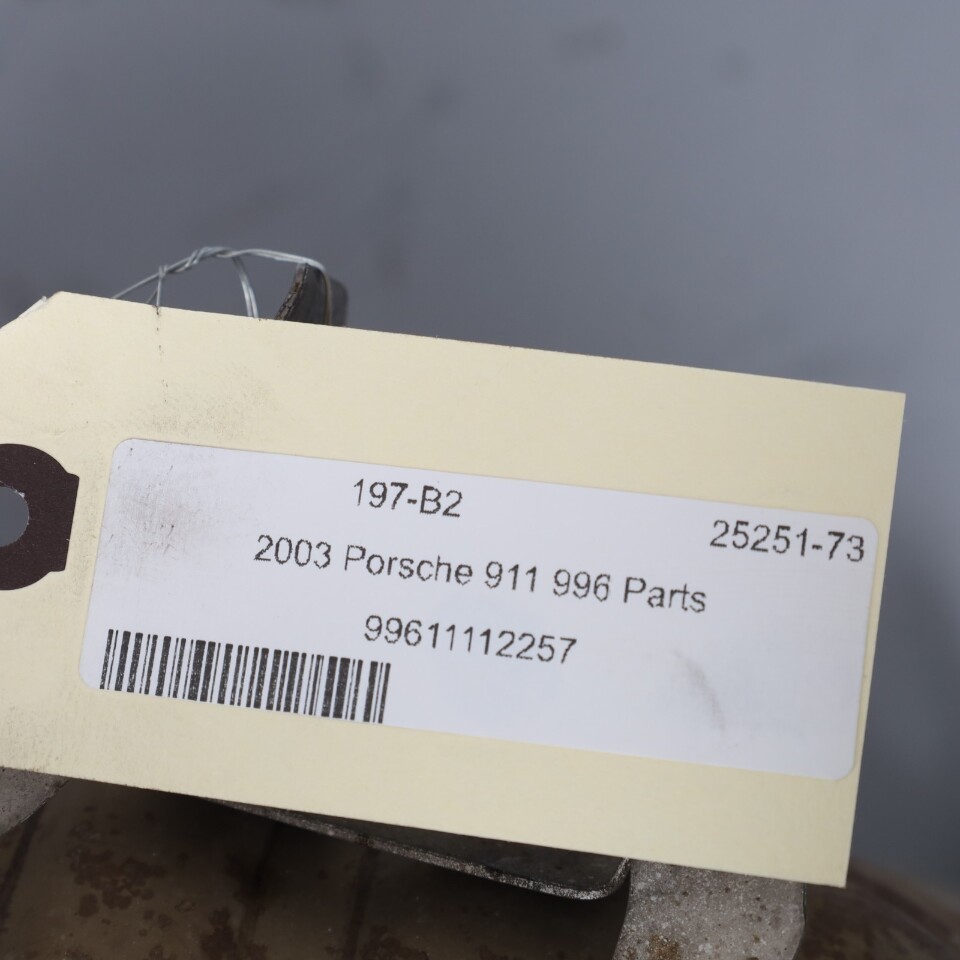 197-B2
25251-73
2003 Porsche 911 996 Parts
99611112257